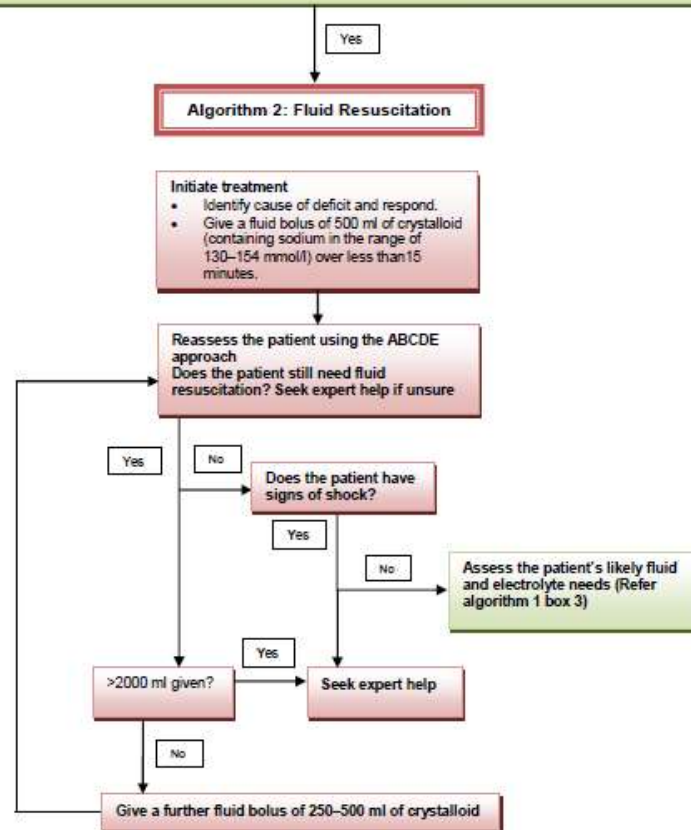 Yes
Algorithm 2: Fluid Resuscitation
Initiate treatment
• Identify cause of deficit and respond.
• Give a fluid bolus of 500 ml of crystalloid
(containing sodium in the range of
130–154 mmol/l) over less than15
minutes.
Reassess the patient using the ABCDE
approach
Does the patient still need fluid
resuscitation? Seek expert help if unsure
Yes
No
Does the patient have
signs of shock?
Yes
No
Assess the patient's likely fluid
and electrolyte needs (Refer
algorithm 1 box 3)
>2000 ml given?
Yes
Seek expert help
No
Give a further fluid bolus of 250–500 ml of crystalloid